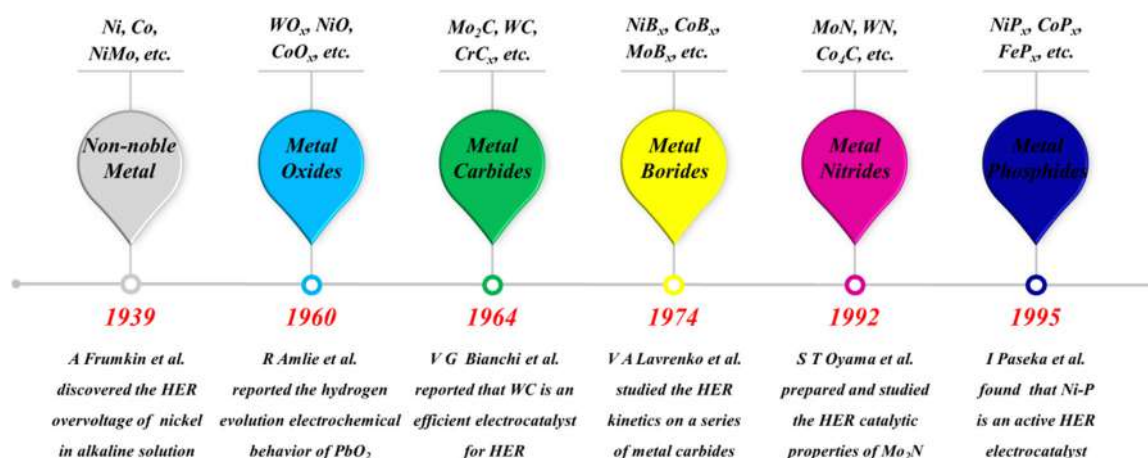 Ni, Co,
NiMo, etc.
WOₓ, NiO,
CoOₓ, etc.
Mo₂C, WC,
CrCₓ, etc.
NiBₓ, CoBₓ,
MoBₓ, etc.
MoN, WN,
Co₄C, etc.
NiPₓ, CoPₓ,
FePₓ, etc.
Non-noble
Metal
Metal
Oxides
Metal
Carbides
Metal
Borides
Metal
Nitrides
Metal
Phosphides
1939
1960
1964
1974
1992
1995
A Frumkin et al.
discovered the HER
overvoltage of nickel
in alkaline solution
R Amlie et al.
reported the hydrogen
evolution electrochemical
behavior of PbO₂
V G Bianchi et al.
reported that WC is an
efficient electrocatalyst
for HER
V A Lavrenko et al.
studied the HER
kinetics on a series
of metal carbides
S T Oyama et al.
prepared and studied
the HER catalytic
properties of Mo₂N
I Paseka et al.
found that Ni-P
is an active HER
electrocatalyst